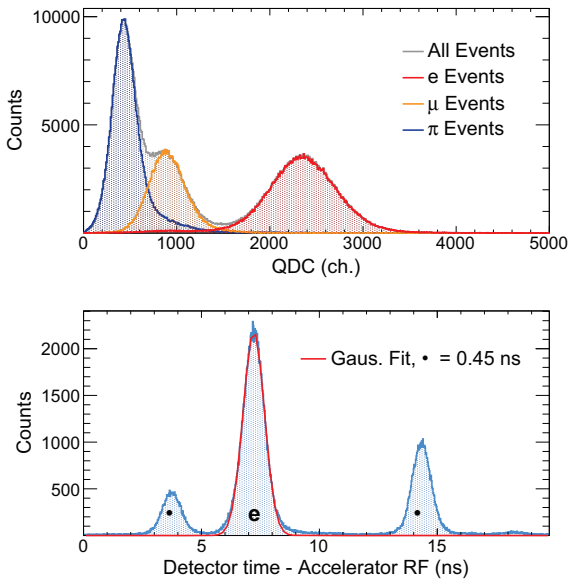 10000
5000
Counts
All Events
e Events
μ Events
π Events
0 1000 2000 3000 4000 5000
QDC (ch.)
2000
1500
1000
500
Counts
Gaus. Fit, • = 0.45 ns
• e •
0 5 10 15
Detector time - Accelerator RF (ns)